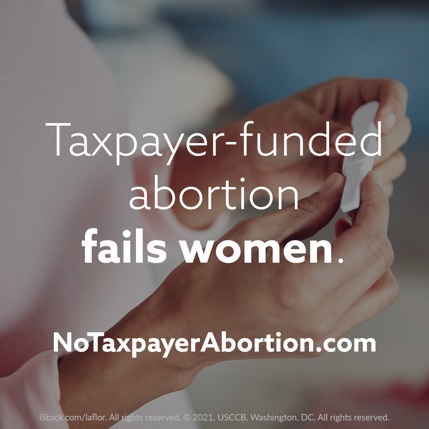 Taxpayer-funded
abortion
fails women.
NoTaxpayerAbortion.com
iStock.com/laflor. All rights reserved. © 2021, USCCB, Washington, DC. All rights reserved.